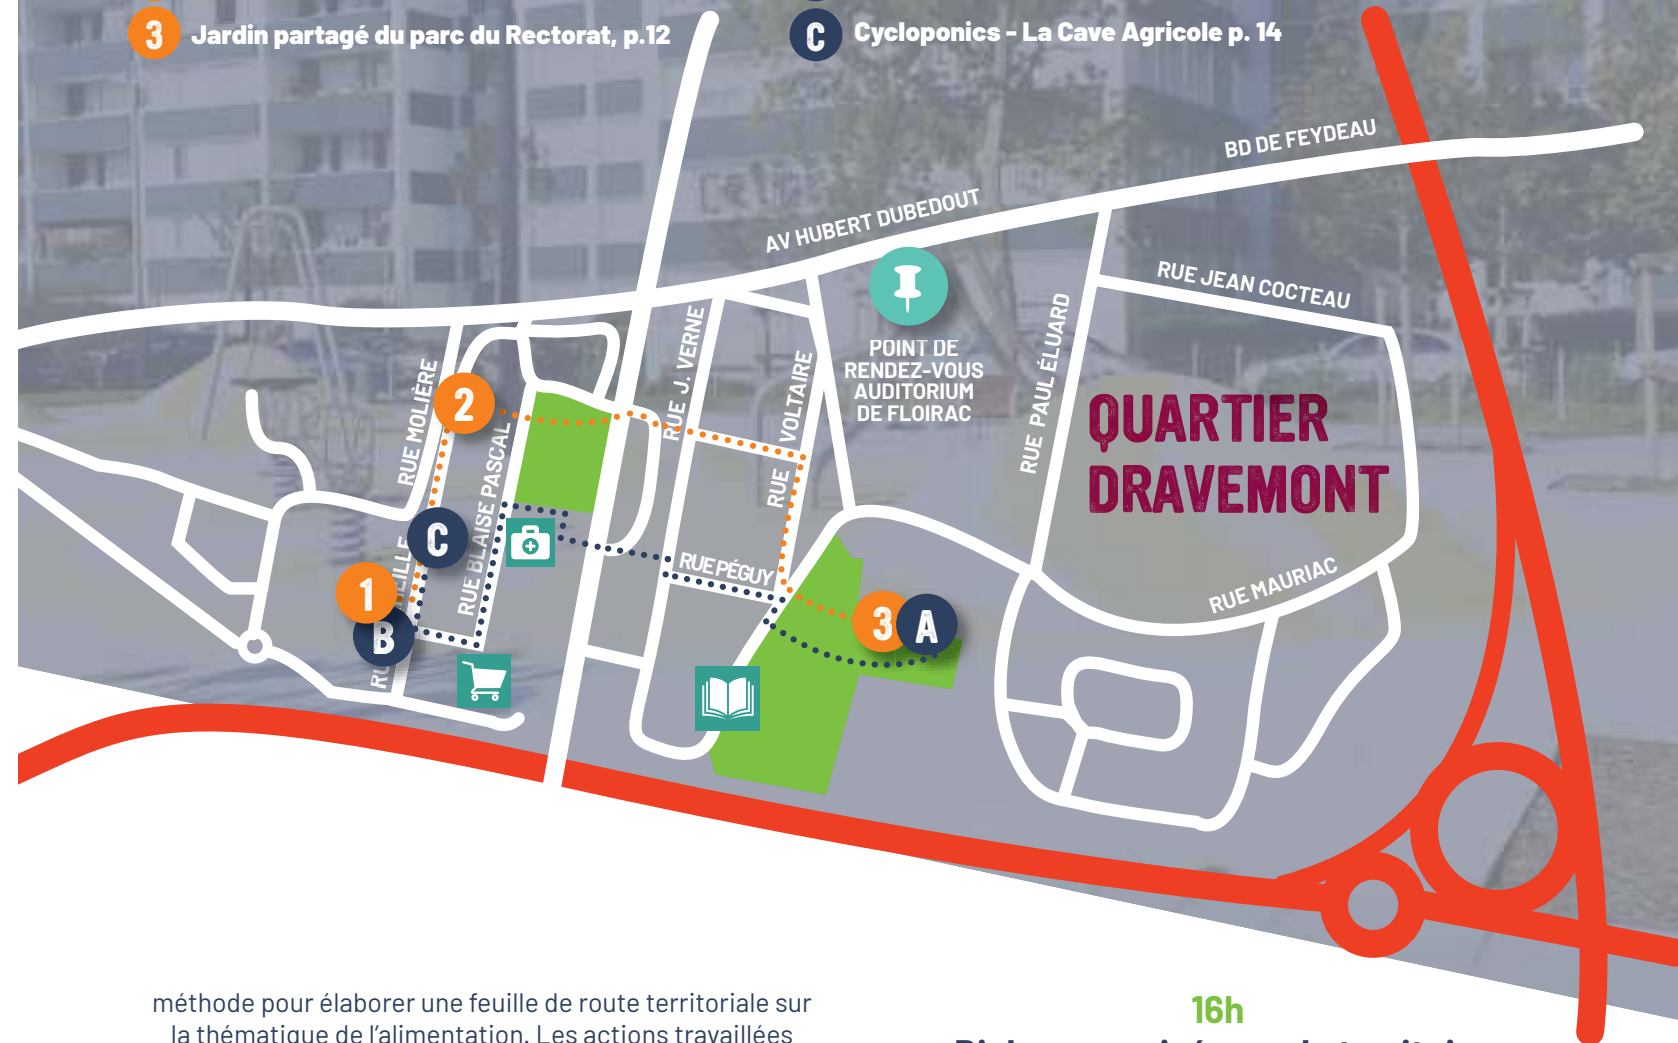 3 Jardin partagé du parc du Rectorat, p.12
C Cycloponics - La Cave Agricole p. 14
BD DE FEYDEAU
AV HUBERT DUBEDOUT
RUE JEAN COCTEAU
POINT DE
RENDEZ-VOUS
AUDITORIUM
DE FLOIRAC
RUE J. VERNE
RUE VOLTAIRE
RUE PAUL ÉLUARD
RUE MOLIÈRE
2
QUARTIER
DRAVEMONT
RUE BLAISE PASCAL
C
RUE PÉGUY
RUE MAURIAC
1
B
3
A
méthode pour élaborer une feuille de route territoriale sur
la thématique de l'alimentation. Les actions travaillées
16h